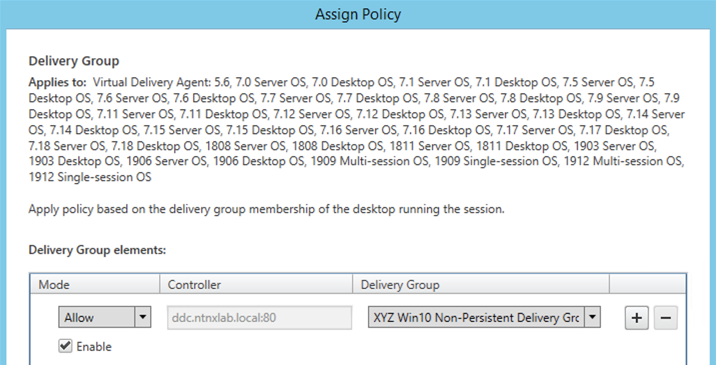 Assign Policy
Delivery Group
Applies to: Virtual Delivery Agent: 5.6, 7.0 Server OS, 7.0 Desktop OS, 7.1 Server OS, 7.1 Desktop OS, 7.5 Server OS, 7.5
Desktop OS, 7.6 Server OS, 7.6 Desktop OS, 7.7 Server OS, 7.7 Desktop OS, 7.8 Server OS, 7.8 Desktop OS, 7.9 Server OS, 7.9
Desktop OS, 7.11 Server OS, 7.11 Desktop OS, 7.12 Server OS, 7.12 Desktop OS, 7.13 Server OS, 7.13 Desktop OS, 7.14 Server
OS, 7.14 Desktop OS, 7.15 Server OS, 7.15 Desktop OS, 7.16 Server OS, 7.16 Desktop OS, 7.17 Server OS, 7.17 Desktop OS,
7.18 Server OS, 7.18 Desktop OS, 1808 Server OS, 1808 Desktop OS, 1811 Server OS, 1811 Desktop OS, 1903 Server OS,
1903 Desktop OS, 1906 Server OS, 1906 Desktop OS, 1909 Multi-session OS, 1909 Single-session OS, 1912 Multi-session OS,
1912 Single-session OS
Apply policy based on the delivery group membership of the desktop running the session.
Delivery Group elements:
Mode Controller Delivery Group
Allow ddc.ntnxlab.local:80 XYZ Win10 Non-Persistent Delivery Grc + −
Enable